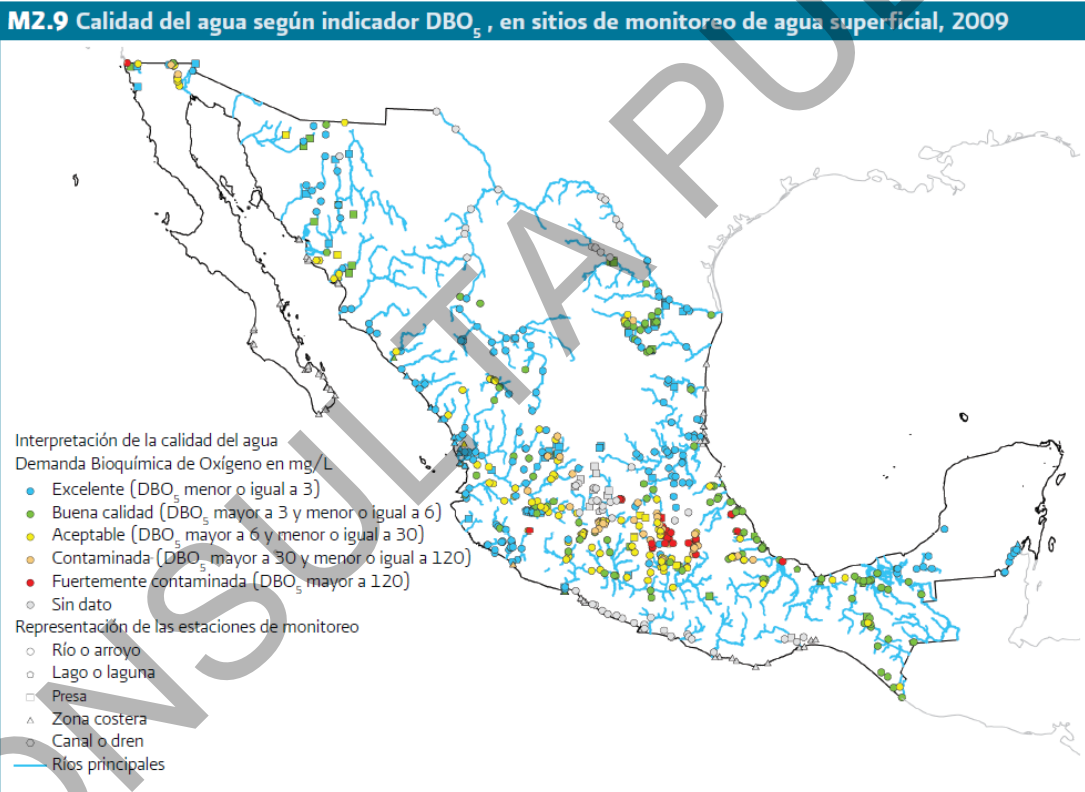 M2.9 Calidad del agua según indicador DBO5 , en sitios de monitoreo de agua superficial, 2009
Interpretación de la calidad del agua
Demanda Bioquímica de Oxígeno en mg/L
Excelente (DBO5 menor o igual a 3)
Buena calidad (DBO5 mayor a 3 y menor o igual a 6)
Aceptable (DBO5 mayor a 6 y menor o igual a 30)
Contaminada (DBO5 mayor a 30 y menor o igual a 120)
Fuertemente contaminada (DBO5 mayor a 120)
Sin dato
Representación de las estaciones de monitoreo
Río o arroyo
Lago o laguna
Presa
Zona costera
Canal o dren
Ríos principales
ONSULTA PU